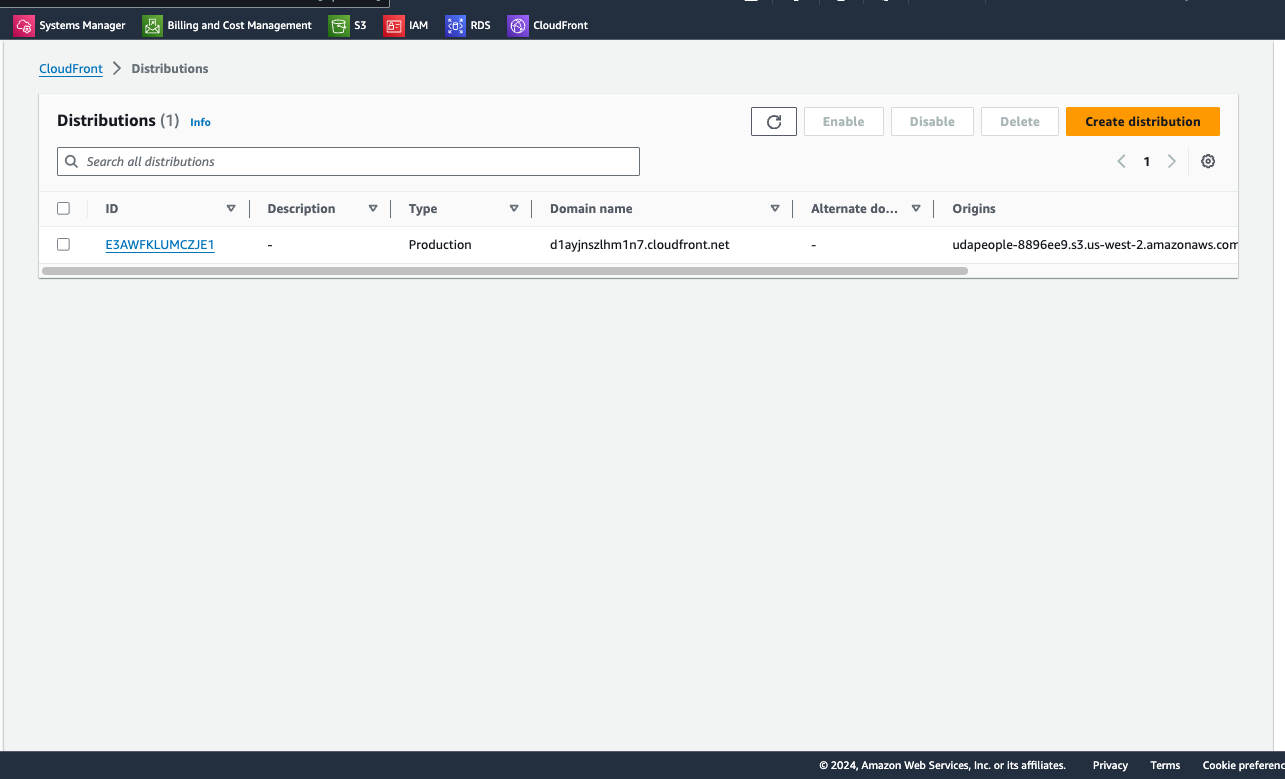 Systems Manager Billing and Cost Management S3 IAM RDS CloudFront
CloudFront Distributions
Distributions (1) Info Enable Disable Delete Create distribution
Search all distributions 1
ID Description Type Domain name Alternate do... Origins
E3AWFKLUMCZJE1 - Production d1ayjnszlhm1n7.cloudfront.net - udapeople-8896ee9.s3.us-west-2.amazonaws.com
© 2024, Amazon Web Services, Inc. or its affiliates. Privacy Terms Cookie preferenc